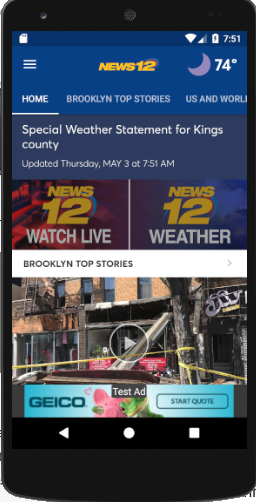 7:51
NEWS 12
74°
HOME
BROOKLYN TOP STORIES
US AND WORL
Special Weather Statement for Kings
county
Updated Thursday, MAY 3 at 7:51 AM
NEWS
12
WATCH LIVE
NEWS
12
WEATHER
BROOKLYN TOP STORIES
Test Ad
GEICO
START QUOTE